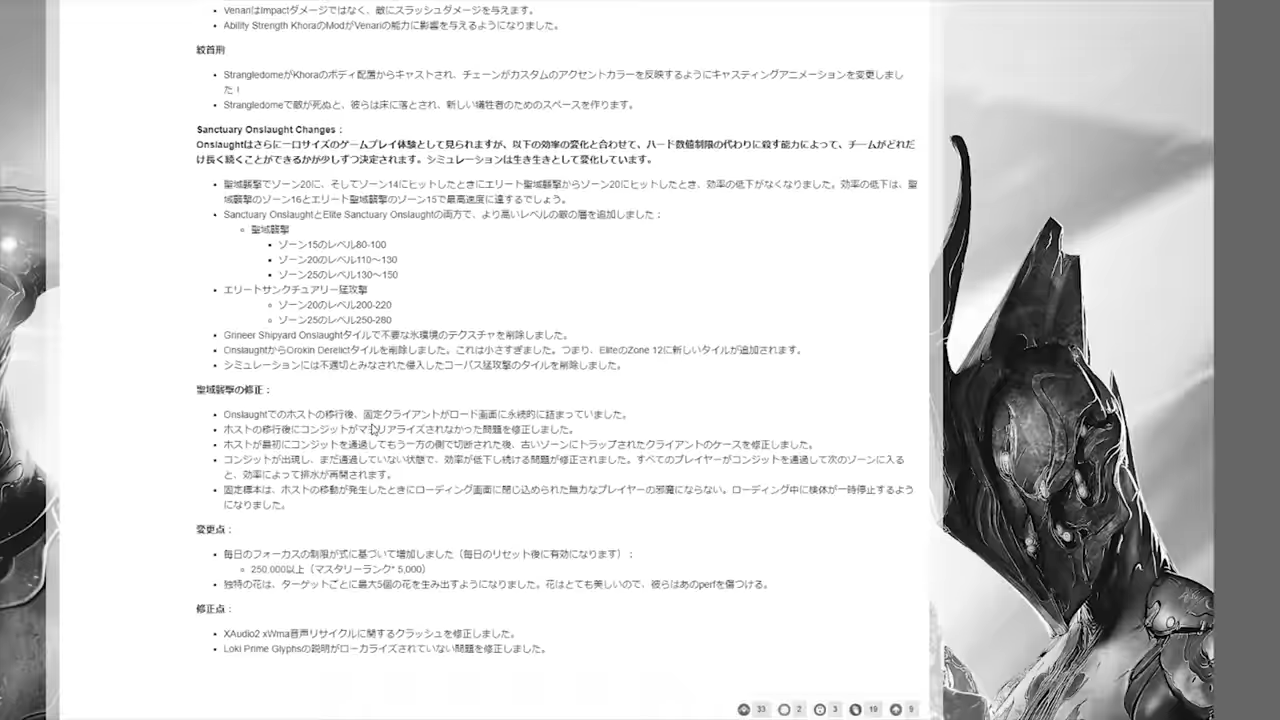 VenariはImpactダメージではなく、敵にスラッシュダメージを与えます。
Ability Strength KhoraのModがVenariの能力に影響を与えるようになりました。
絞首刑
StrangledomeがKhoraのボディ配置からキャストされ、チェーンがカスタムのアクセントカラーを反映するようにキャスティングアニメーションを変更しまし
た！
Strangledomeで敵が死ぬと、彼らは床に落とされ、新しい犠牲者のためのスペースを作ります。
Sanctuary Onslaught Changes：
Onslaughtはさらに一口サイズのゲームプレイ体験として見られますが、以下の効率の変化と合わせて、ハード数値制限の代わりに殺す能力によって、チームがどれだ
け長く続くことができるかが少しずつ決定されます。シミュレーションは生き生きとして変化しています。
聖域襲撃でゾーン20に、そしてゾーン14にヒットしたときにエリート聖域襲撃からゾーン20にヒットしたとき、効率の低下がなくなりました。効率の低下は、聖
域襲撃のゾーン16とエリート聖域襲撃のゾーン15で最高速度に達するでしょう。
Sanctuary OnslaughtとElite Sanctuary Onslaughtの両方で、より高いレベルの敵の層を追加しました：
聖域襲撃
ゾーン15のレベル80-100
ゾーン20のレベル110～130
ゾーン25のレベル130～150
エリートサンクチュアリー猛攻撃
ゾーン20のレベル200-220
ゾーン25のレベル250-280
Grineer Shipyard Onslaughtタイルで不要な氷環境のテクスチャを削除しました。
OnslaughtからOrokin Derelictタイルを削除しました。これは小さすぎました。つまり、EliteのZone 12に新しいタイルが追加されます。
シミュレーションには不適切とみなされた侵入したコーパス猛攻撃のタイルを削除しました。
聖域襲撃の修正：
Onslaughtでのホストの移行後、固定クライアントがロード画面に永続的に詰まっていました。
ホストの移行後にコンジットがマテリアライズされなかった問題を修正しました。
ホストが最初にコンジットを通過してもう一方の側で切断された後、古いゾーンにトラップされたクライアントのケースを修正しました。
コンジットが出現し、まだ通過していない状態で、効率が低下し続ける問題が修正されました。すべてのプレイヤーがコンジットを通過して次のゾーンに入る
と、効率によって排水が再開されます。
固定標本は、ホストの移動が発生したときにローディング画面に閉じ込められた無力なプレイヤーの邪魔にならない。ローディング中に検体が一時停止するよう
になりました。
変更点：
毎日のフォーカスの制限が式に基づいて増加しました（毎日のリセット後に有効になります）：
250,000以上（マスタリーランク* 5,000）
独特の花は、ターゲットごとに最大5個の花を生み出すようになりました。花はとても美しいので、彼らはあのperfを傷つける。
修正点：
XAudio2 xWma音声リサイクルに関するクラッシュを修正しました。
Loki Prime Glyphsの説明がローカライズされていない問題を修正しました。
33 2 3 19 9